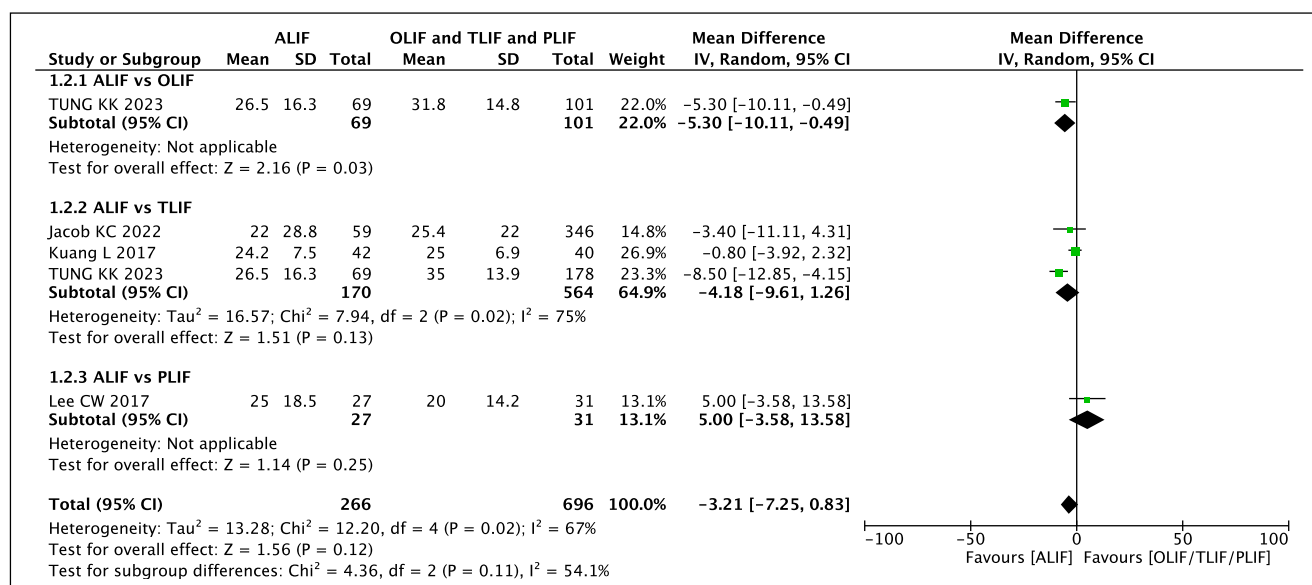 ALIF OLIF and TLIF and PLIF Mean Difference Mean Difference
Study or Subgroup Mean SD Total Mean SD Total Weight IV, Random, 95% CI IV, Random, 95% CI
1.2.1 ALIF vs OLIF
TUNG KK 2023 26.5 16.3 69 31.8 14.8 101 22.0% −5.30 [−10.11, −0.49]
Subtotal (95% CI) 69 101 22.0% −5.30 [−10.11, −0.49]
Heterogeneity: Not applicable
Test for overall effect: Z = 2.16 (P = 0.03)
1.2.2 ALIF vs TLIF
Jacob KC 2022 22 28.8 59 25.4 22 346 14.8% −3.40 [−11.11, 4.31]
Kuang L 2017 24.2 7.5 42 25 6.9 40 26.9% −0.80 [−3.92, 2.32]
TUNG KK 2023 26.5 16.3 69 35 13.9 178 23.3% −8.50 [−12.85, −4.15]
Subtotal (95% CI) 170 564 64.9% −4.18 [−9.61, 1.26]
Heterogeneity: Tau² = 16.57; Chi² = 7.94, df = 2 (P = 0.02); I² = 75%
Test for overall effect: Z = 1.51 (P = 0.13)
1.2.3 ALIF vs PLIF
Lee CW 2017 25 18.5 27 20 14.2 31 13.1% 5.00 [−3.58, 13.58]
Subtotal (95% CI) 27 31 13.1% 5.00 [−3.58, 13.58]
Heterogeneity: Not applicable
Test for overall effect: Z = 1.14 (P = 0.25)
Total (95% CI) 266 696 100.0% −3.21 [−7.25, 0.83]
Heterogeneity: Tau² = 13.28; Chi² = 12.20, df = 4 (P = 0.02); I² = 67%
Test for overall effect: Z = 1.56 (P = 0.12)
Test for subgroup differences: Chi² = 4.36, df = 2 (P = 0.11), I² = 54.1%
−100 −50 0 50 100
Favours [ALIF] Favours [OLIF/TLIF/PLIF]